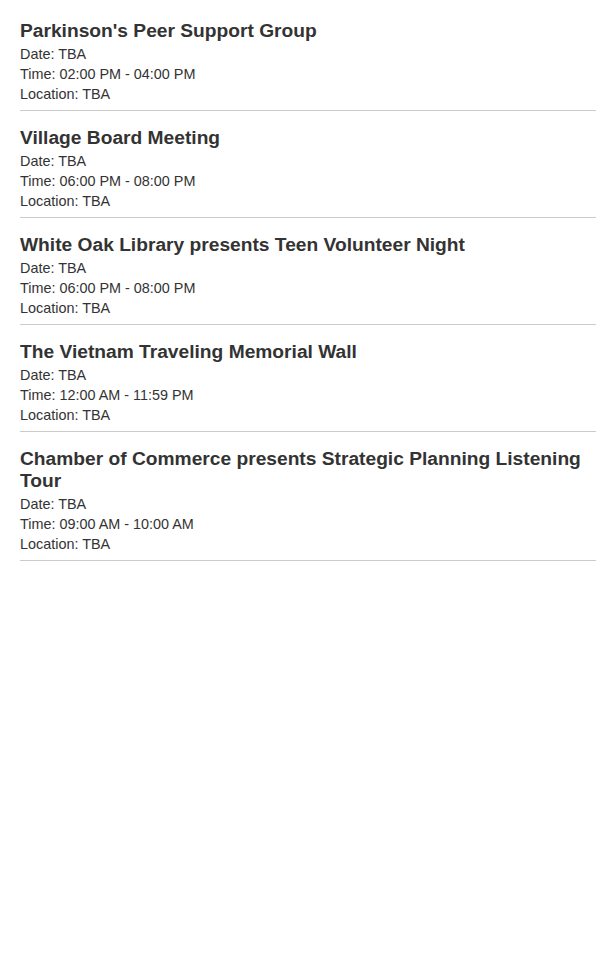 Parkinson's Peer Support Group
Date: TBA
Time: 02:00 PM - 04:00 PM
Location: TBA
Village Board Meeting
Date: TBA
Time: 06:00 PM - 08:00 PM
Location: TBA
White Oak Library presents Teen Volunteer Night
Date: TBA
Time: 06:00 PM - 08:00 PM
Location: TBA
The Vietnam Traveling Memorial Wall
Date: TBA
Time: 12:00 AM - 11:59 PM
Location: TBA
Chamber of Commerce presents Strategic Planning Listening
Tour
Date: TBA
Time: 09:00 AM - 10:00 AM
Location: TBA